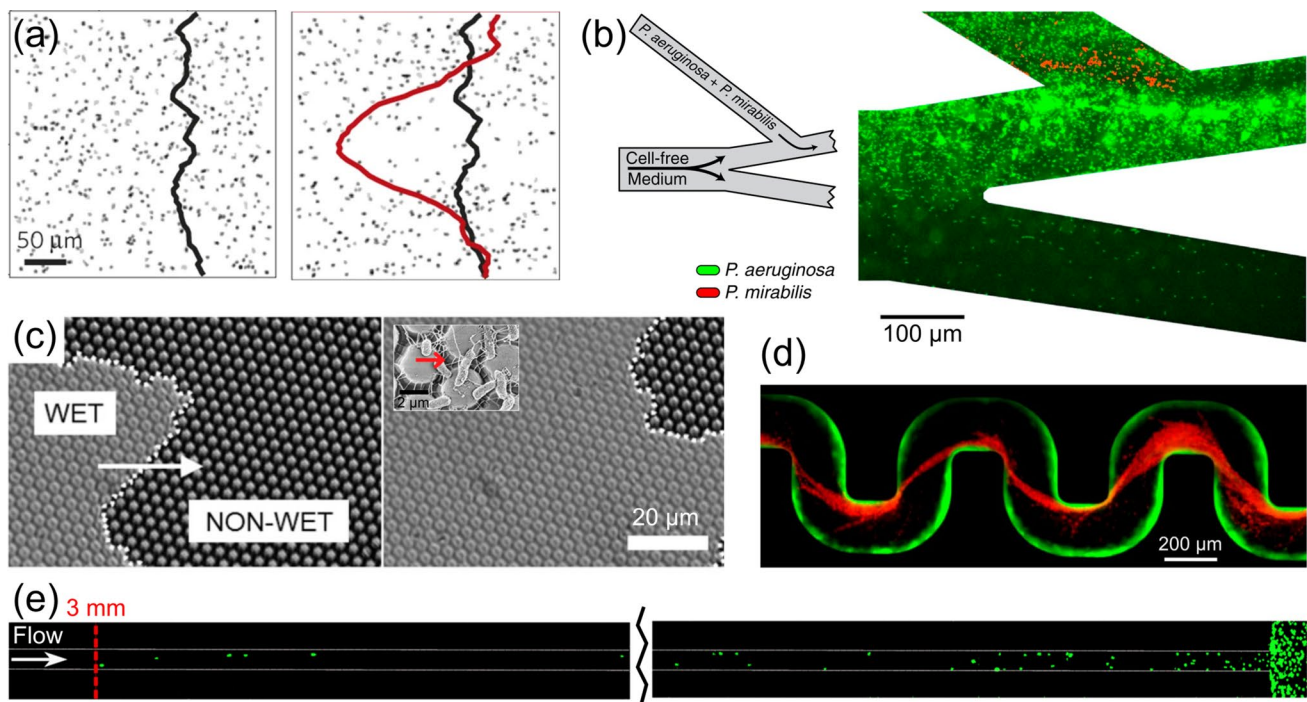 (a)
50 µm
(b)
P. aeruginosa + P. mirabilis
Cell-free
Medium
P. aeruginosa
P. mirabilis
100 µm
(c)
WET
NON-WET
2 µm
20 µm
(d)
200 µm
(e)
3 mm
Flow